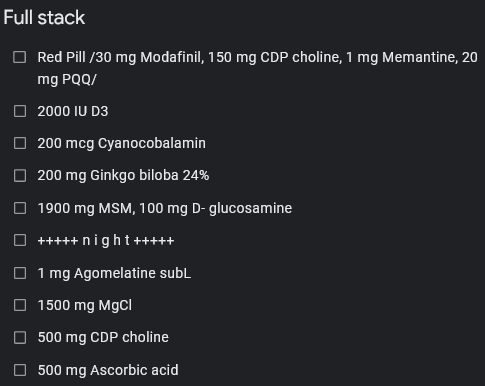 Full stack
Red Pill /30 mg Modafinil, 150 mg CDP choline, 1 mg Memantine, 20
mg PQQ/
2000 IU D3
200 mcg Cyanocobalamin
200 mg Ginkgo biloba 24%
1900 mg MSM, 100 mg D- glucosamine
+++++ n i g h t +++++
1 mg Agomelatine subL
1500 mg MgCl
500 mg CDP choline
500 mg Ascorbic acid